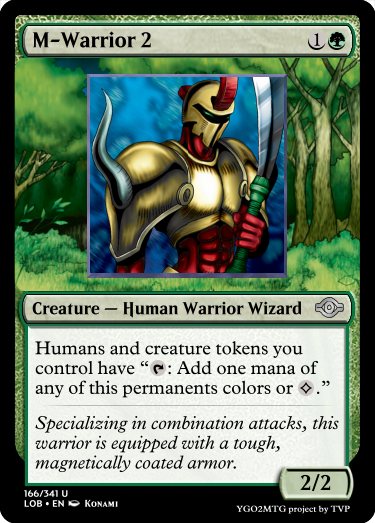 M-Warrior 2 1
Creature — Human Warrior Wizard
Humans and creature tokens you
control have “: Add one mana of
any of this permanents colors or .”
Specializing in combination attacks, this
warrior is equipped with a tough,
magnetically coated armor.
2/2
166/341 U
LOB • EN Konami
YGO2MTG project by TVP